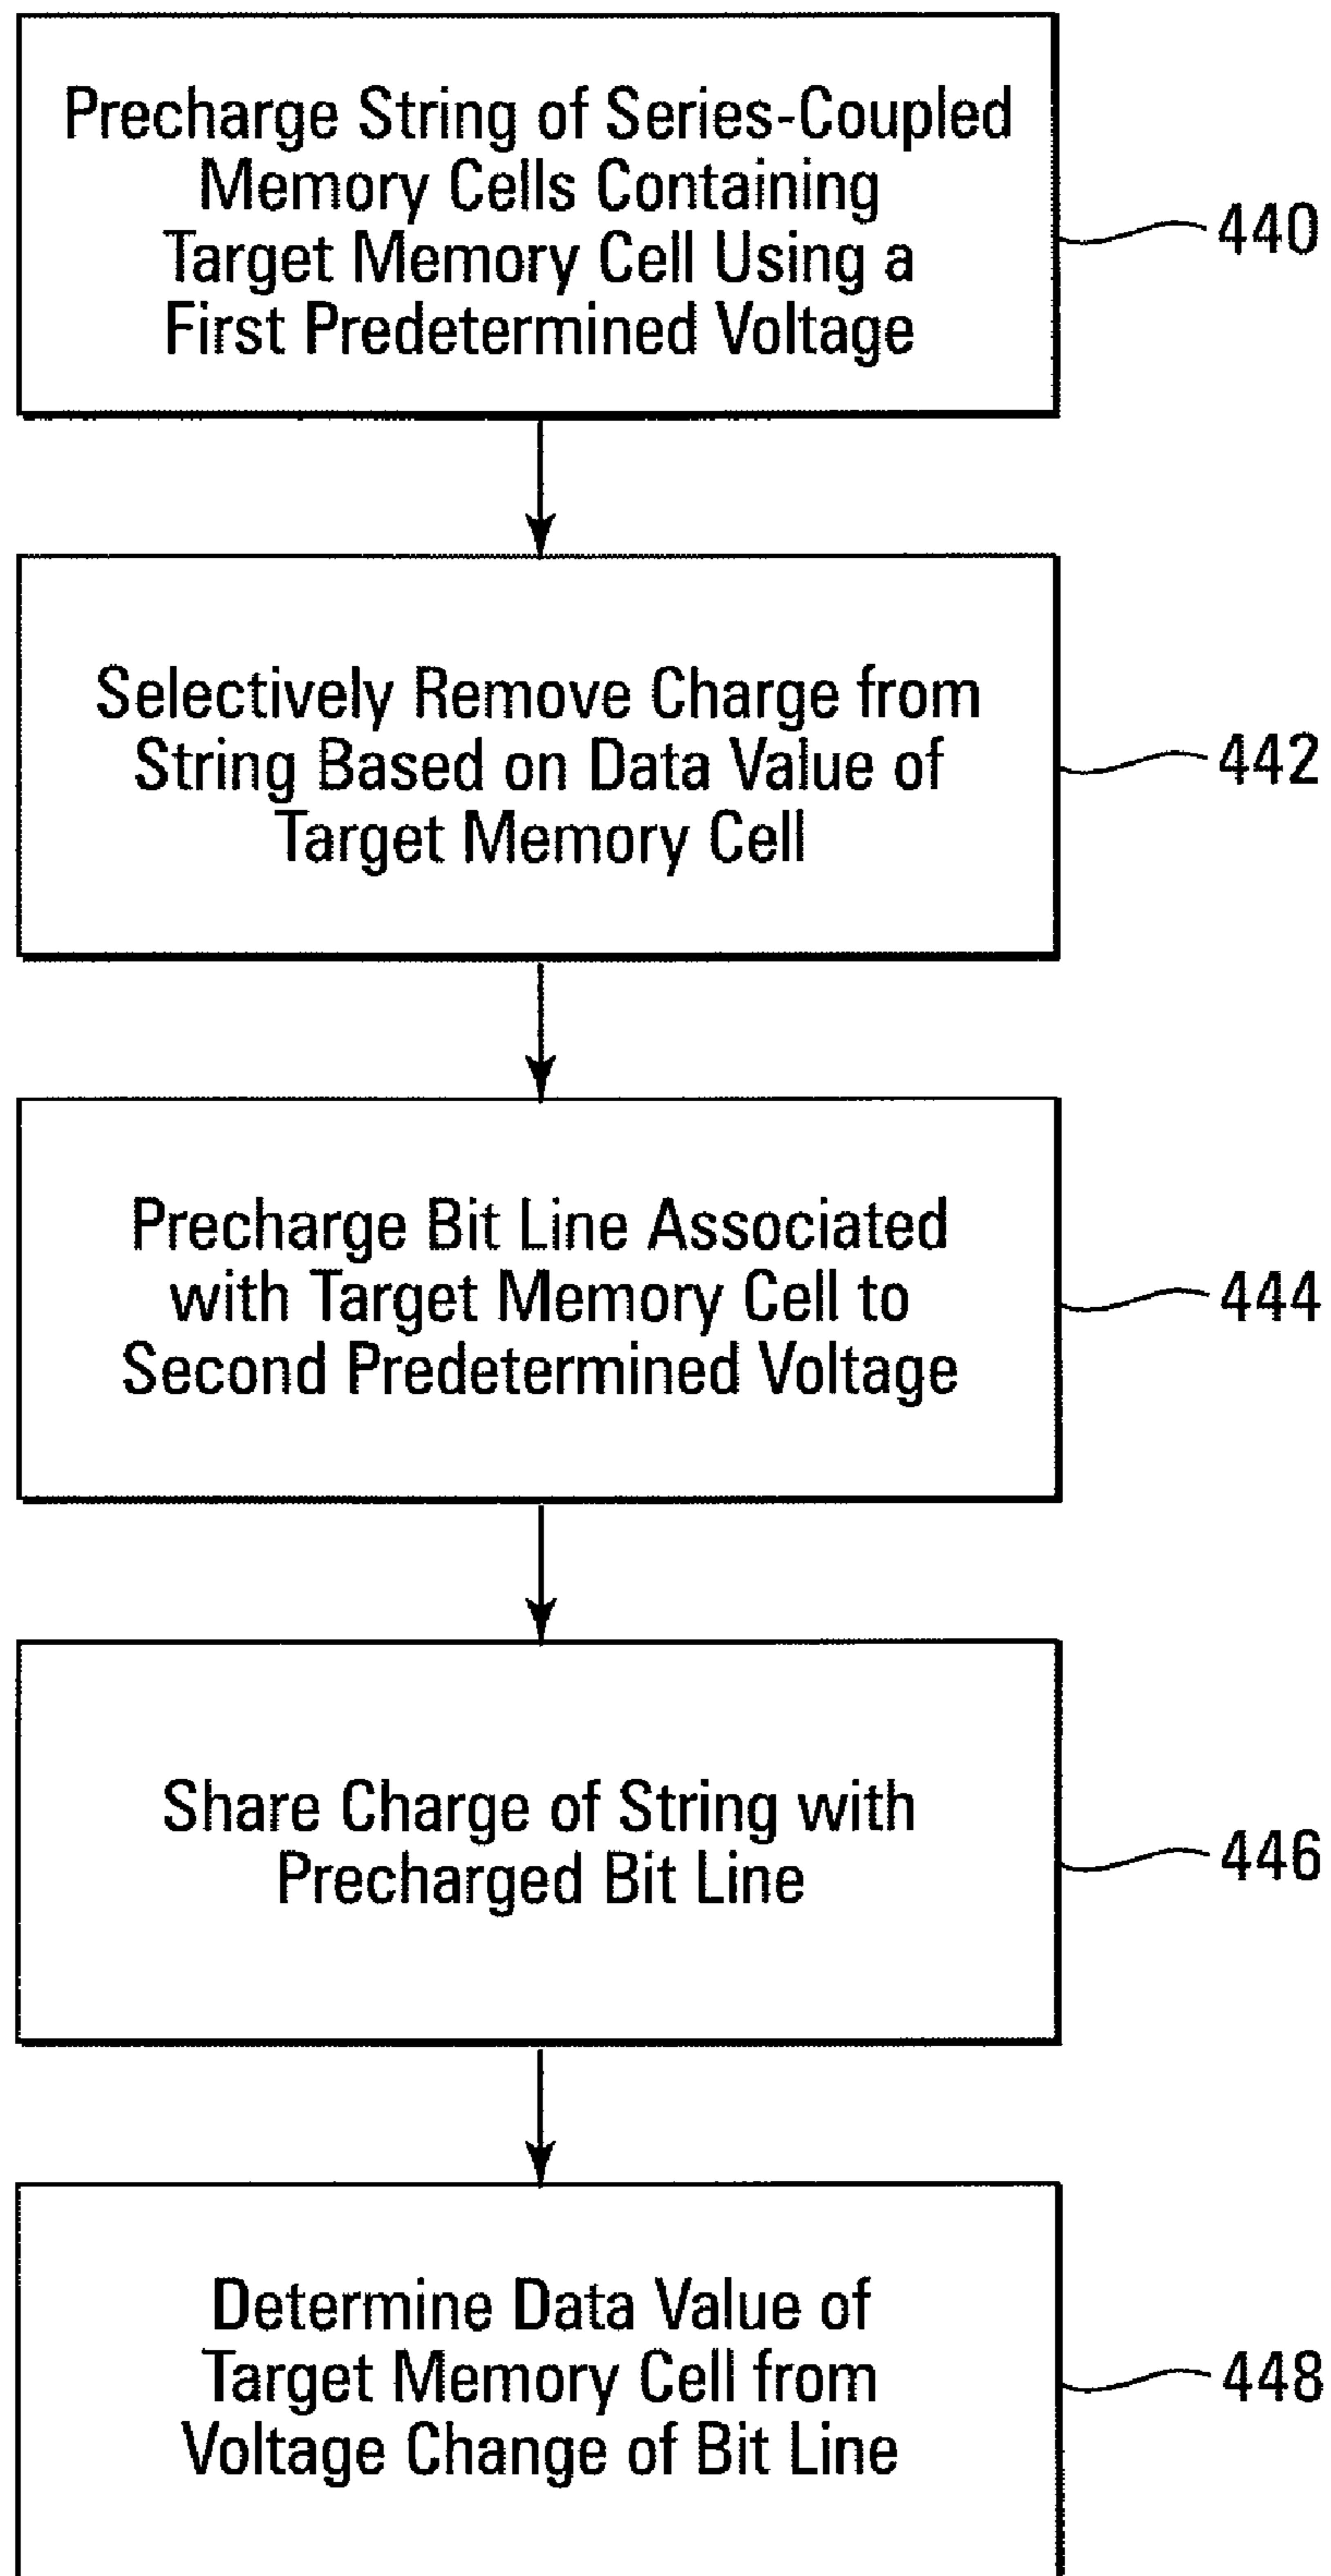 Precharge String of Series-Coupled
Memory Cells Containing
Target Memory Cell Using a
First Predetermined Voltage
440
Selectively Remove Charge from
String Based on Data Value of
Target Memory Cell
442
Precharge Bit Line Associated
with Target Memory Cell to
Second Predetermined Voltage
444
Share Charge of String with
Precharged Bit Line
446
Determine Data Value of
Target Memory Cell from
Voltage Change of Bit Line
448